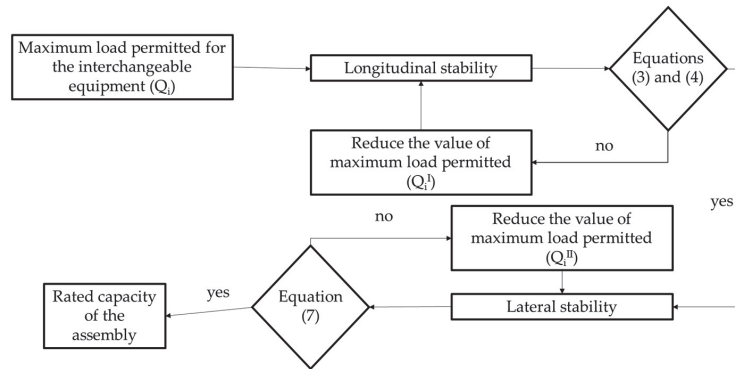 Maximum load permitted for
the interchangeable
equipment (Qᵢ)
Longitudinal stability
Equations
(3) and (4)
Reduce the value of
maximum load permitted
(Qᵢᴵ)
no
yes
no
Reduce the value of
maximum load permitted
(Qᵢᴵᴵ)
Lateral stability
Equation
(7)
yes
Rated capacity
of the
assembly